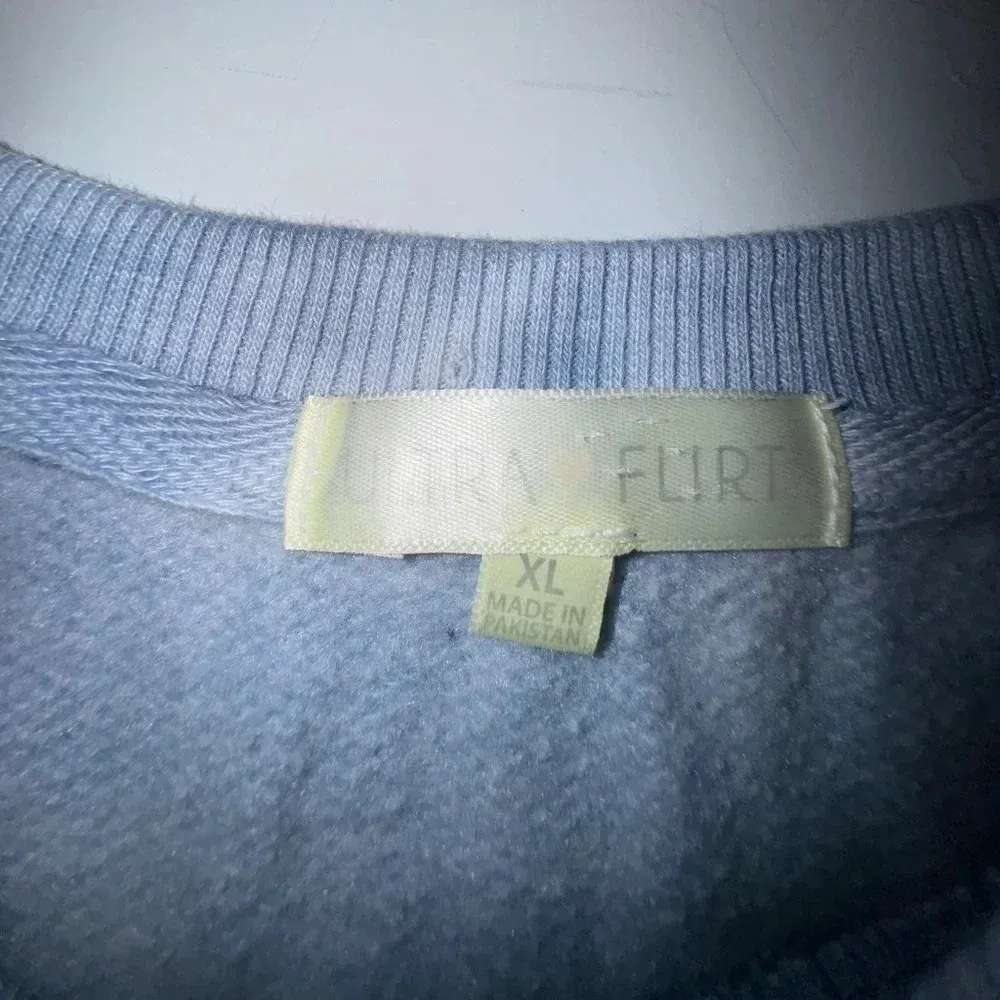 ULTRA FLIRT
XL
MADE IN
PAKISTAN